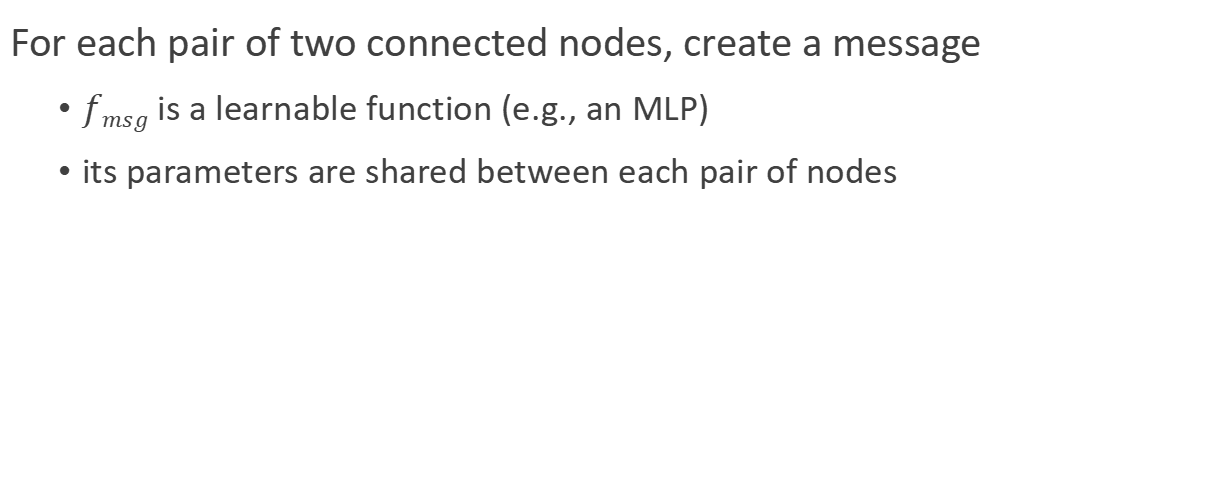 For each pair of two connected nodes, create a message
• f_msg is a learnable function (e.g., an MLP)
• its parameters are shared between each pair of nodes